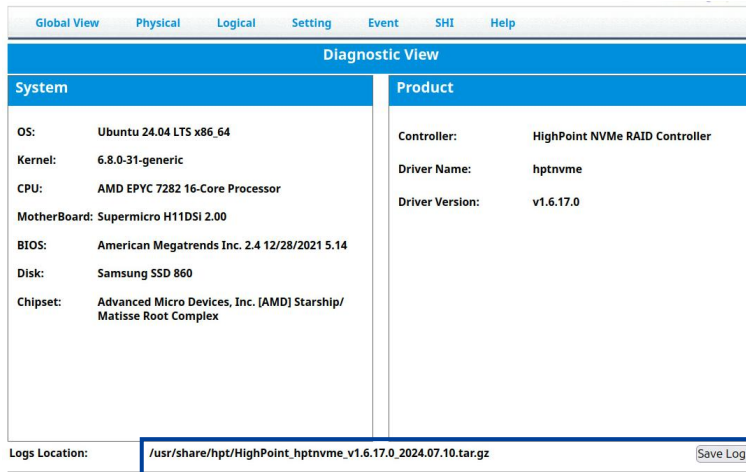 Global View Physical Logical Setting Event SHI Help
Diagnostic View
System
OS: Ubuntu 24.04 LTS x86_64
Kernel: 6.8.0-31-generic
CPU: AMD EPYC 7282 16-Core Processor
MotherBoard: Supermicro H11DSi 2.00
BIOS: American Megatrends Inc. 2.4 12/28/2021 5.14
Disk: Samsung SSD 860
Chipset: Advanced Micro Devices, Inc. [AMD] Starship/
Matisse Root Complex
Product
Controller: HighPoint NVMe RAID Controller
Driver Name: hptnvme
Driver Version: v1.6.17.0
Logs Location: /usr/share/hpt/HighPoint_hptnvme_v1.6.17.0_2024.07.10.tar.gz Save Log